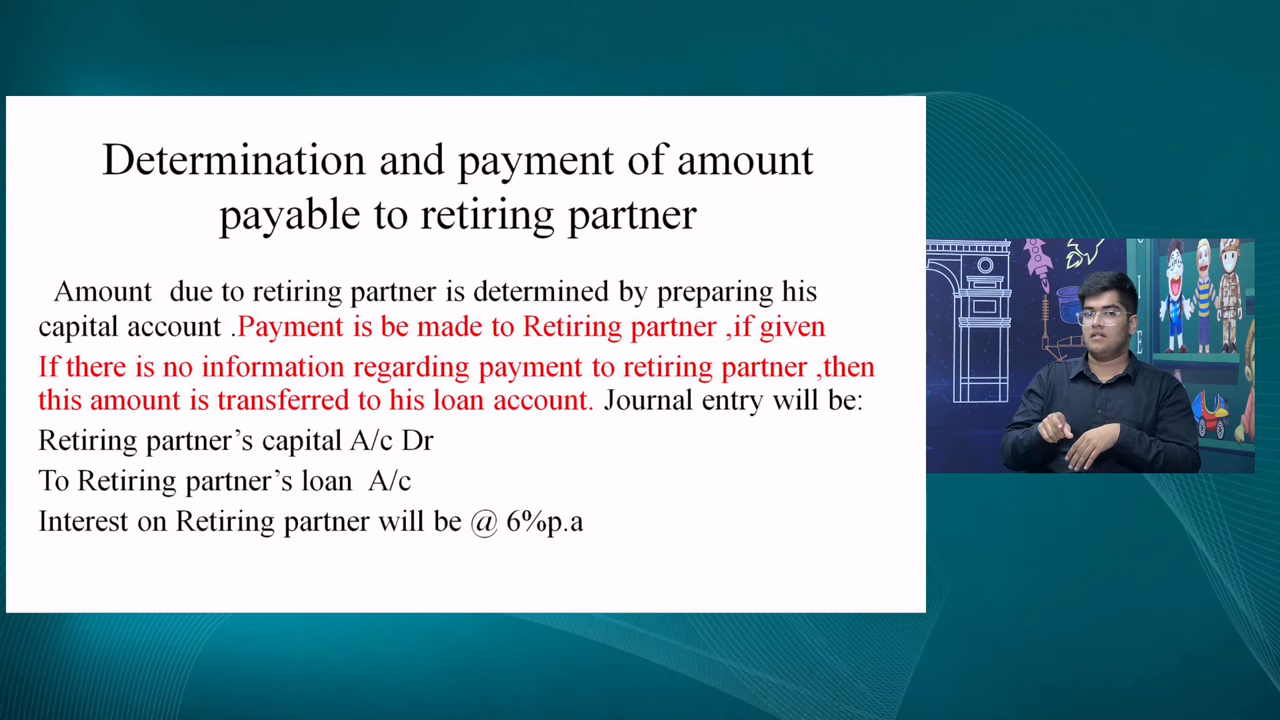 Determination and payment of amount
payable to retiring partner
Amount due to retiring partner is determined by preparing his
capital account .Payment is be made to Retiring partner ,if given
If there is no information regarding payment to retiring partner ,then
this amount is transferred to his loan account. Journal entry will be:
Retiring partner’s capital A/c Dr
To Retiring partner’s loan A/c
Interest on Retiring partner will be @ 6%p.a